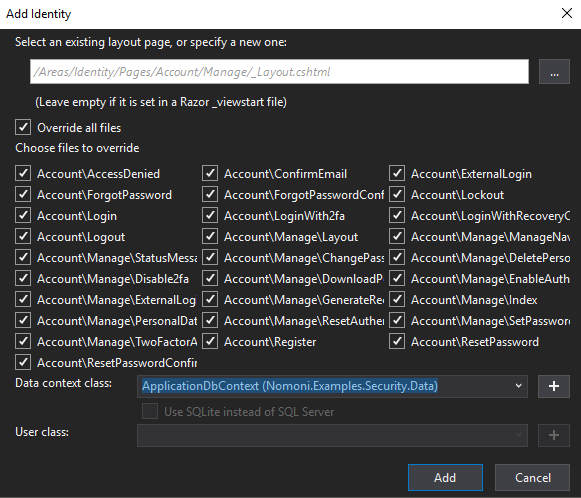 Add Identity
Select an existing layout page, or specify a new one:
/Areas/Identity/Pages/Account/Manage/_Layout.cshtml
...
(Leave empty if it is set in a Razor _viewstart file)
Override all files
Choose files to override
Account\AccessDenied Account\ConfirmEmail Account\ExternalLogin
Account\ForgotPassword Account\ForgotPasswordConf Account\Lockout
Account\Login Account\LoginWith2fa Account\LoginWithRecoveryC
Account\Logout Account\Manage\Layout Account\Manage\ManageNav
Account\Manage\StatusMessa Account\Manage\ChangePass Account\Manage\DeletePerso
Account\Manage\Disable2fa Account\Manage\DownloadP Account\Manage\EnableAuth
Account\Manage\ExternalLog Account\Manage\GenerateRec Account\Manage\Index
Account\Manage\PersonalDat Account\Manage\ResetAuthen Account\Manage\SetPassword
Account\Manage\TwoFactorA Account\Register Account\ResetPassword
Account\ResetPasswordConfir
Data context class: ApplicationDbContext (Nomoni.Examples.Security.Data)
Use SQLite instead of SQL Server
User class:
Add Cancel